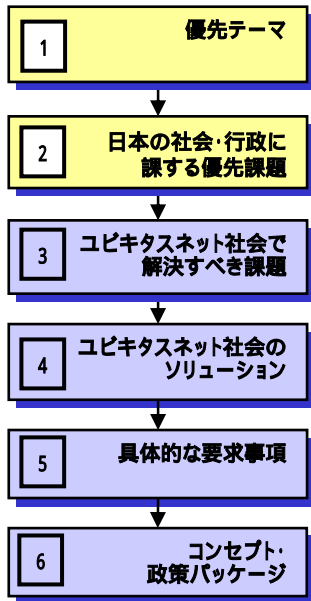 1
優先テーマ
2
日本の社会・行政に
課する優先課題
3
ユビキタスネット社会で
解決すべき課題
4
ユビキタスネット社会の
ソリューション
5
具体的な要求事項
6
コンセプト・
政策パッケージ